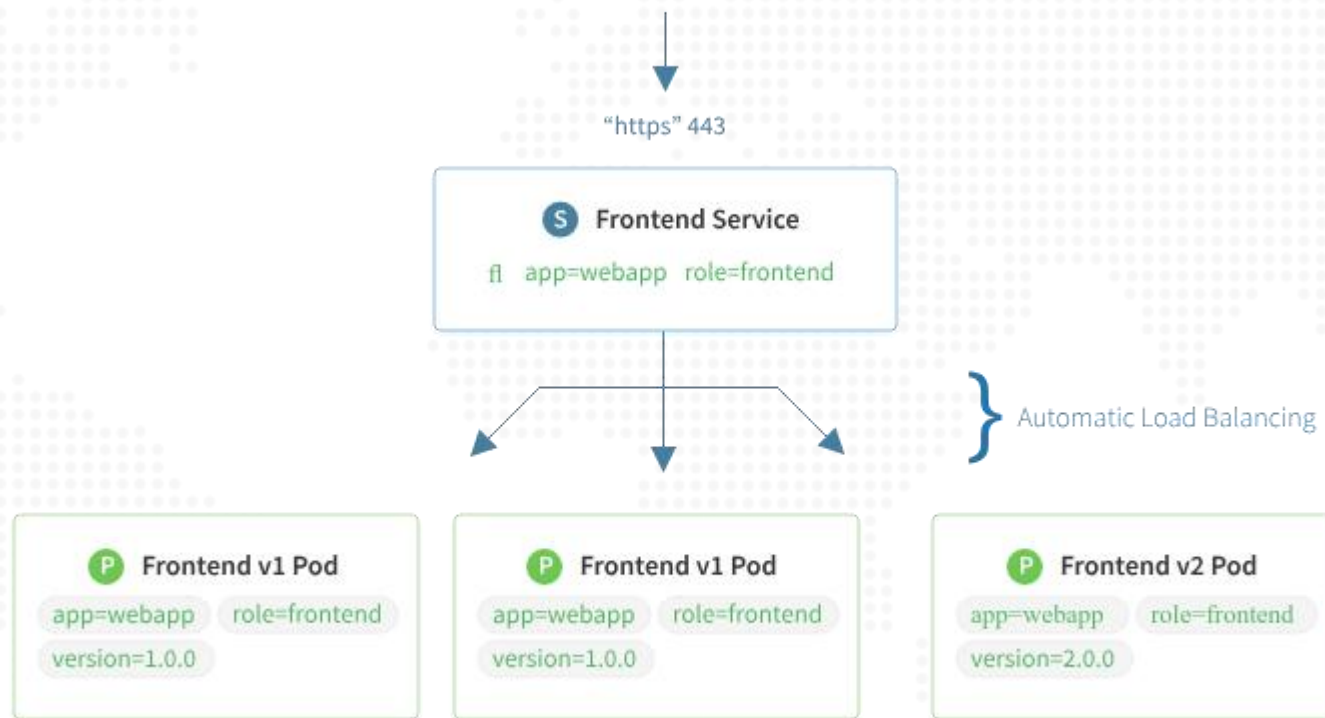 “https” 443
S Frontend Service
ﬂ app=webapp role=frontend
Automatic Load Balancing
P Frontend v1 Pod
app=webapp role=frontend
version=1.0.0
P Frontend v1 Pod
app=webapp role=frontend
version=1.0.0
P Frontend v2 Pod
app=webapp role=frontend
version=2.0.0